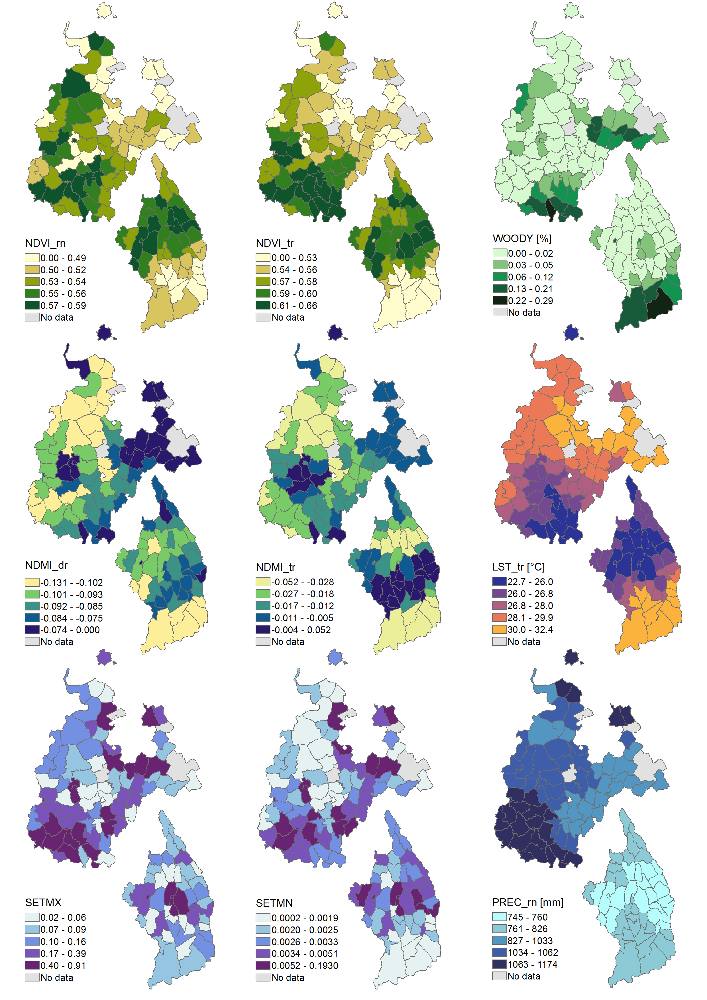 NDVI_rn
0.00 - 0.49
0.50 - 0.52
0.53 - 0.54
0.55 - 0.56
0.57 - 0.59
No data
NDVI_tr
0.00 - 0.53
0.54 - 0.56
0.57 - 0.58
0.59 - 0.60
0.61 - 0.66
No data
WOODY [%]
0.00 - 0.02
0.03 - 0.05
0.06 - 0.12
0.13 - 0.21
0.22 - 0.29
No data
NDMI_dr
-0.131 - -0.102
-0.101 - -0.093
-0.092 - -0.085
-0.084 - -0.075
-0.074 - 0.000
No data
NDMI_tr
-0.052 - -0.028
-0.027 - -0.018
-0.017 - -0.012
-0.011 - -0.005
-0.004 - 0.052
No data
LST_tr [°C]
22.7 - 26.0
26.0 - 26.8
26.8 - 28.0
28.1 - 29.9
30.0 - 32.4
No data
SETMX
0.02 - 0.06
0.07 - 0.09
0.10 - 0.16
0.17 - 0.39
0.40 - 0.91
No data
SETMN
0.0002 - 0.0019
0.0020 - 0.0025
0.0026 - 0.0033
0.0034 - 0.0051
0.0052 - 0.1930
No data
PREC_rn [mm]
745 - 760
761 - 826
827 - 1033
1034 - 1062
1063 - 1174
No data